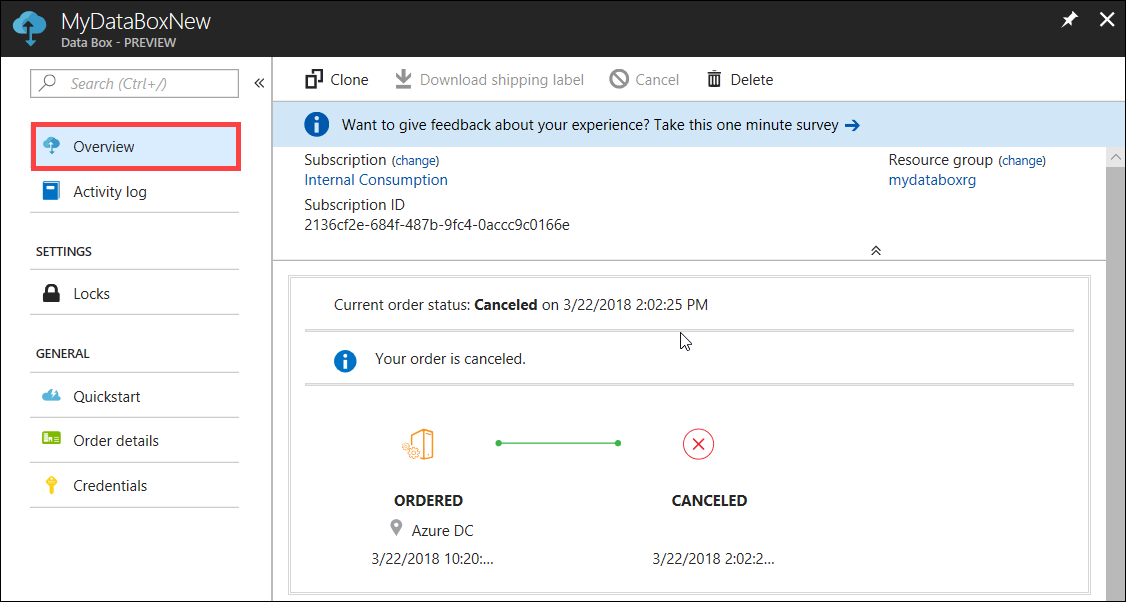 MyDataBoxNew
Data Box - PREVIEW
Search (Ctrl+/)
Overview
Activity log
SETTINGS
Locks
GENERAL
Quickstart
Order details
Credentials
Clone Download shipping label Cancel Delete
Want to give feedback about your experience? Take this one minute survey
Subscription (change) Resource group (change)
Internal Consumption mydataboxrg
Subscription ID
2136cf2e-684f-487b-9fc4-0accc9c0166e
Current order status: Canceled on 3/22/2018 2:02:25 PM
Your order is canceled.
ORDERED CANCELED
Azure DC
3/22/2018 10:20:... 3/22/2018 2:02:2...